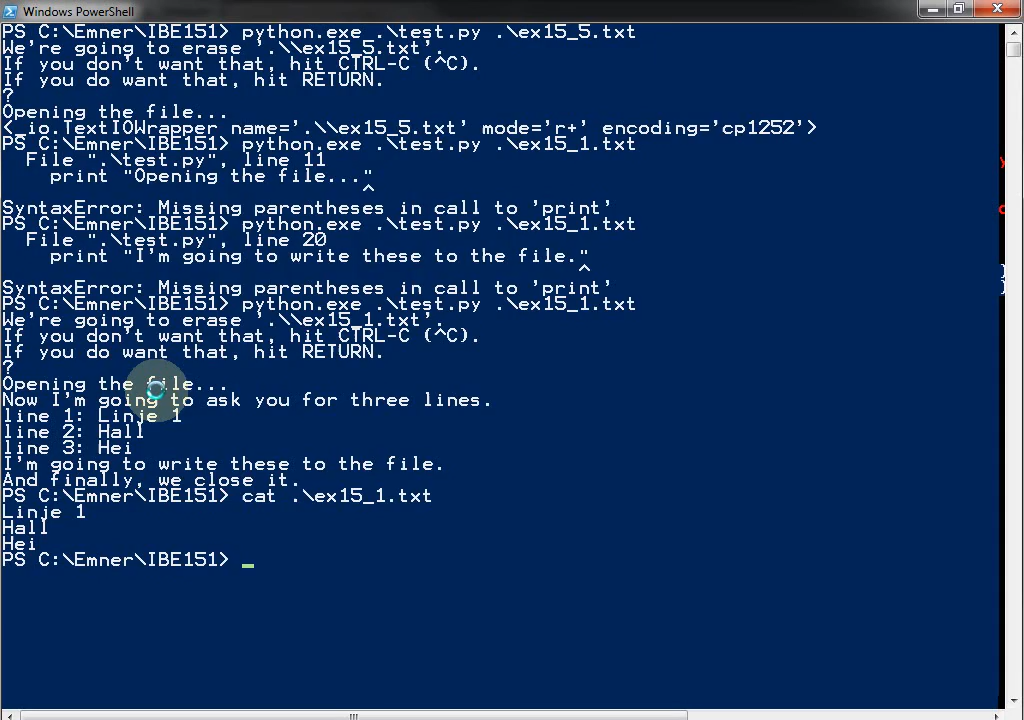 Windows PowerShell
PS C:\Emner\IBE151> python.exe .\test.py .\ex15_5.txt
We're going to erase '.\\ex15_5.txt'.
If you don't want that, hit CTRL-C (^C).
If you do want that, hit RETURN.
?
Opening the file...
<_io.TextIOWrapper name='.\\ex15_5.txt' mode='r+' encoding='cp1252'>
PS C:\Emner\IBE151> python.exe .\test.py .\ex15_1.txt
  File ".\test.py", line 11
    print "Opening the file..."
                              ^
SyntaxError: Missing parentheses in call to 'print'
PS C:\Emner\IBE151> python.exe .\test.py .\ex15_1.txt
  File ".\test.py", line 20
    print "I'm going to write these to the file."
                                                ^
SyntaxError: Missing parentheses in call to 'print'
PS C:\Emner\IBE151> python.exe .\test.py .\ex15_1.txt
We're going to erase '.\\ex15_1.txt'.
If you don't want that, hit CTRL-C (^C).
If you do want that, hit RETURN.
?
Opening the file...
Now I'm going to ask you for three lines.
line 1: Linje 1
line 2: Hall
line 3: Hei
I'm going to write these to the file.
And finally, we close it.
PS C:\Emner\IBE151> cat .\ex15_1.txt
Linje 1
Hall
Hei
PS C:\Emner\IBE151> _